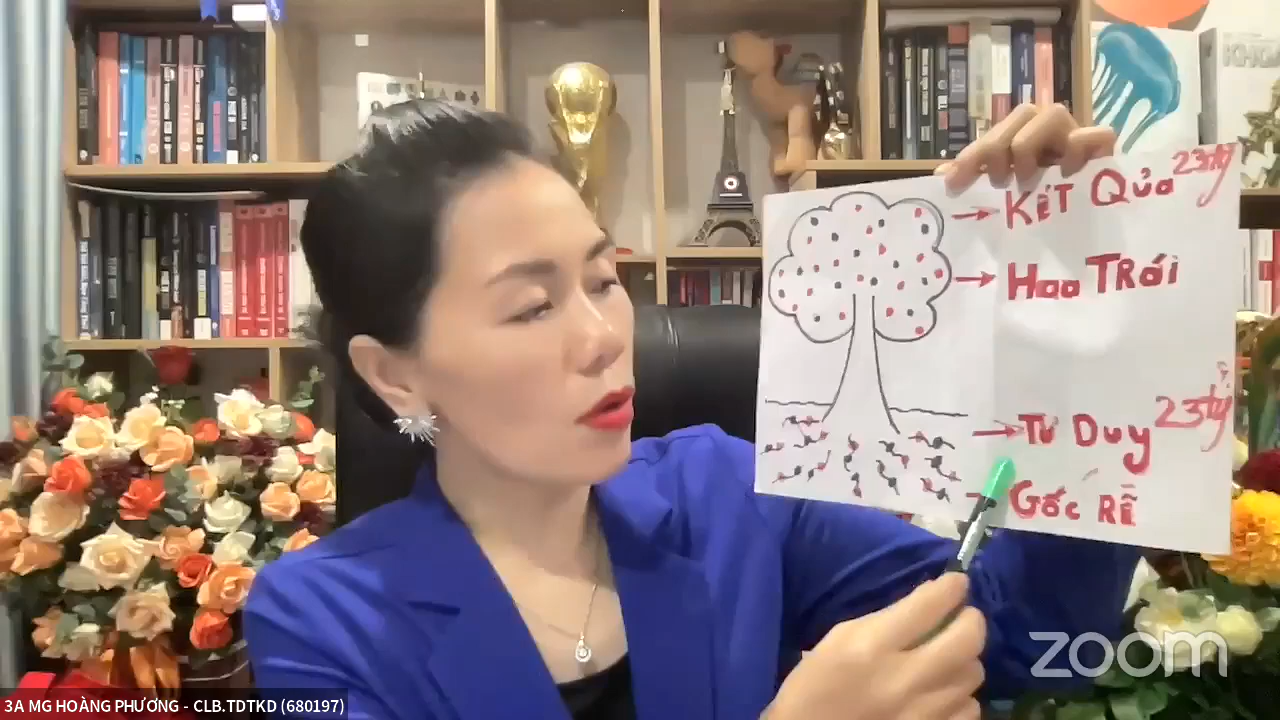 KẾT QUẢ 23 tỷ
HOA TRÁI
TƯ DUY 23 tỷ
GỐC RỄ
zoom
3A MG HOÀNG PHƯƠNG - CLB.TDTKD (680197)